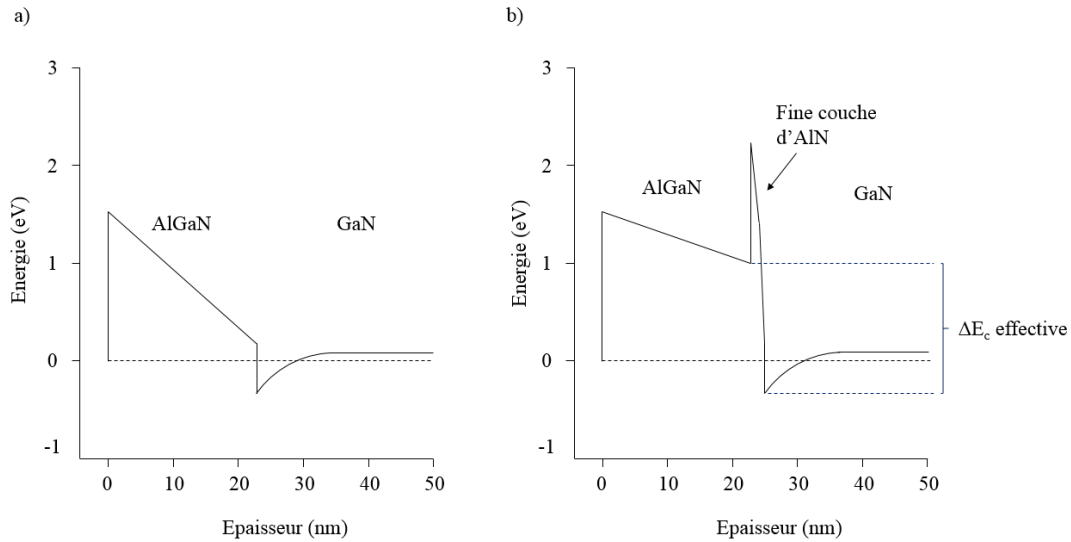 a)
3
2
1
0
-1
Energie (eV)
AlGaN
GaN
0
10
20
30
40
50
Epaisseur (nm)
b)
3
2
1
0
-1
Energie (eV)
Fine couche
d’AlN
AlGaN
GaN
ΔEc effective
0
10
20
30
40
50
Epaisseur (nm)